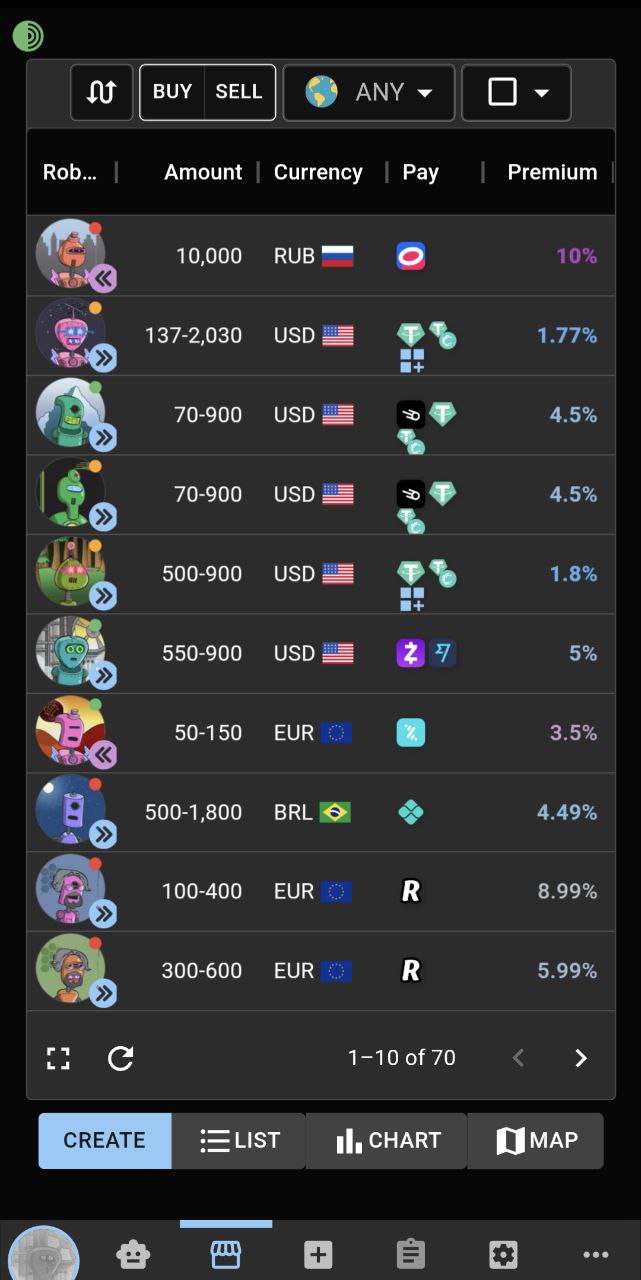 BUY SELL ANY
Rob... Amount Currency Pay Premium
10,000 RUB 10%
137-2,030 USD 1.77%
70-900 USD 4.5%
70-900 USD 4.5%
500-900 USD 1.8%
550-900 USD 5%
50-150 EUR 3.5%
500-1,800 BRL 4.49%
100-400 EUR R 8.99%
300-600 EUR R 5.99%
1–10 of 70
CREATE LIST CHART MAP